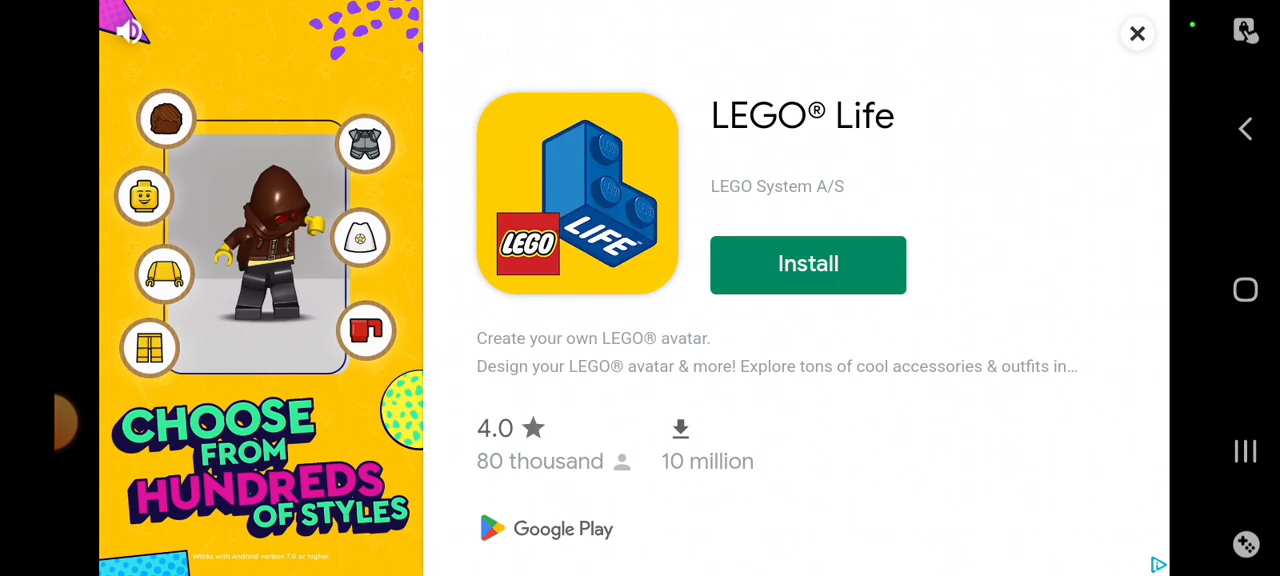 CHOOSE
FROM
HUNDREDS
OF STYLES
Works with Android version 7.0 or higher.
LEGO
LIFE™
LEGO® Life
LEGO System A/S
Install
Create your own LEGO® avatar.
Design your LEGO® avatar & more! Explore tons of cool accessories & outfits in...
4.0
80 thousand
10 million
Google Play